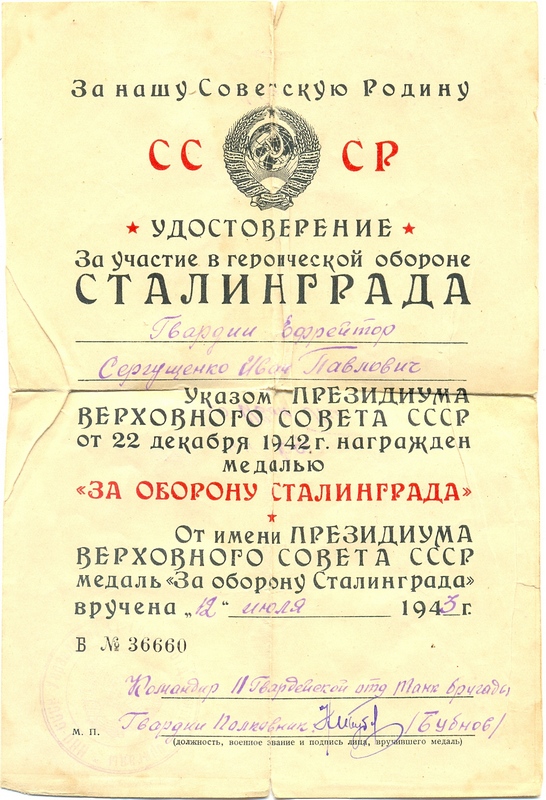 За нашу Советскую Родину
СС СР
УДОСТОВЕРЕНИЕ
За участие в героической обороне
СТАЛИНГРАДА
Гвардии Ефрейтор
Сергущенко Иван Павлович
Указом ПРЕЗИДИУМА
ВЕРХОВНОГО СОВЕТА СССР
от 22 декабря 1942 г. награжден
медалью
«ЗА ОБОРОНУ СТАЛИНГРАДА»
От имени ПРЕЗИДИУМА
ВЕРХОВНОГО СОВЕТА СССР
медаль «За оборону Сталинграда»
вручена „12“ июля 1943 г.
Б № 36660
Командир 11 Гвардейской отд Танк бригады
Гвардии Полковник /Бубнов/
М. П. (должность, военное звание и подпись лица, вручившего медаль)